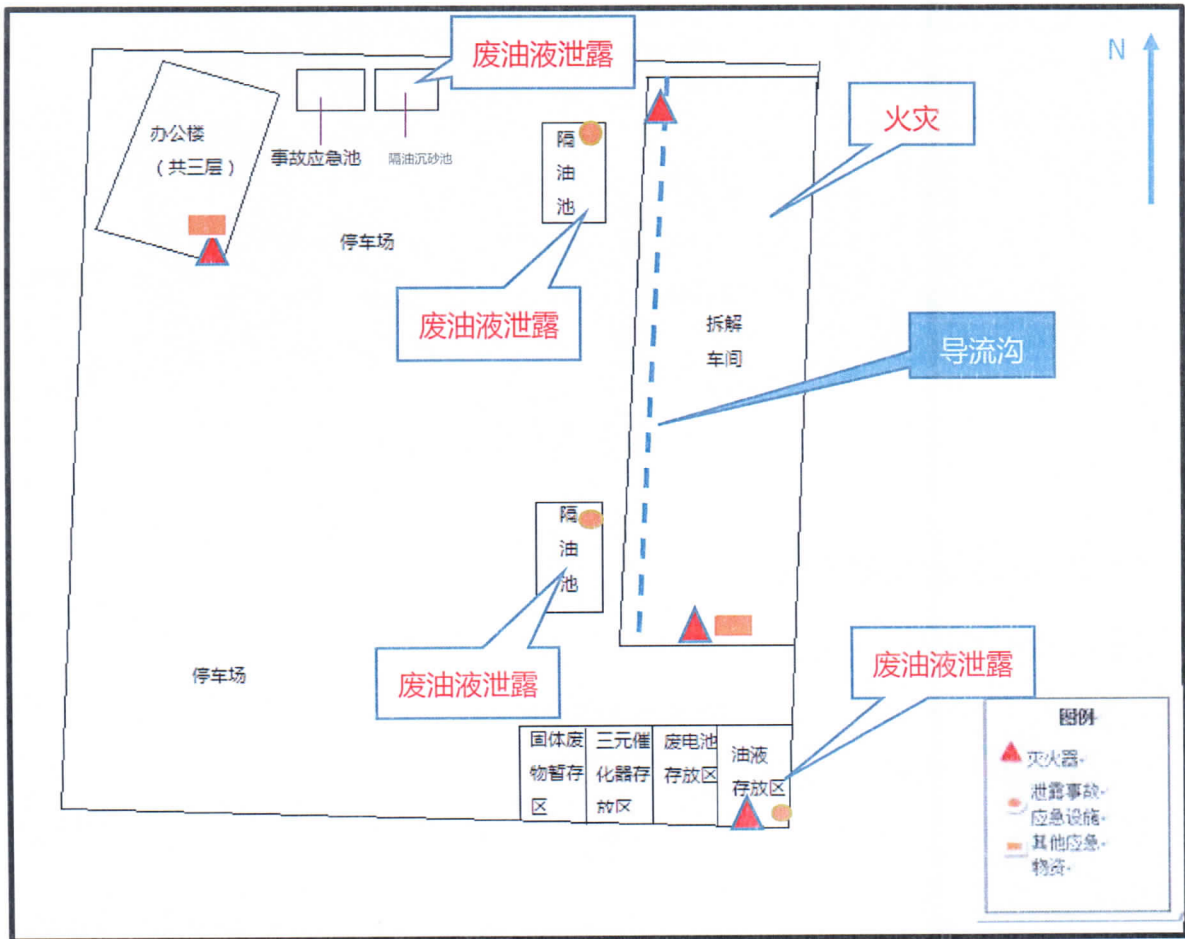 废油液泄露
N
火灾
办公楼
（共三层）
事故应急池
隔油沉砂池
隔
油
池
停车场
废油液泄露
拆解
车间
导流沟
隔
油
池
废油液泄露
停车场
废油液泄露
固体废
物暂存
区
三元催
化器存
放区
废电池
存放区
油液
存放区
图例
灭火器
泄露事故
应急设施
其他应急
物资